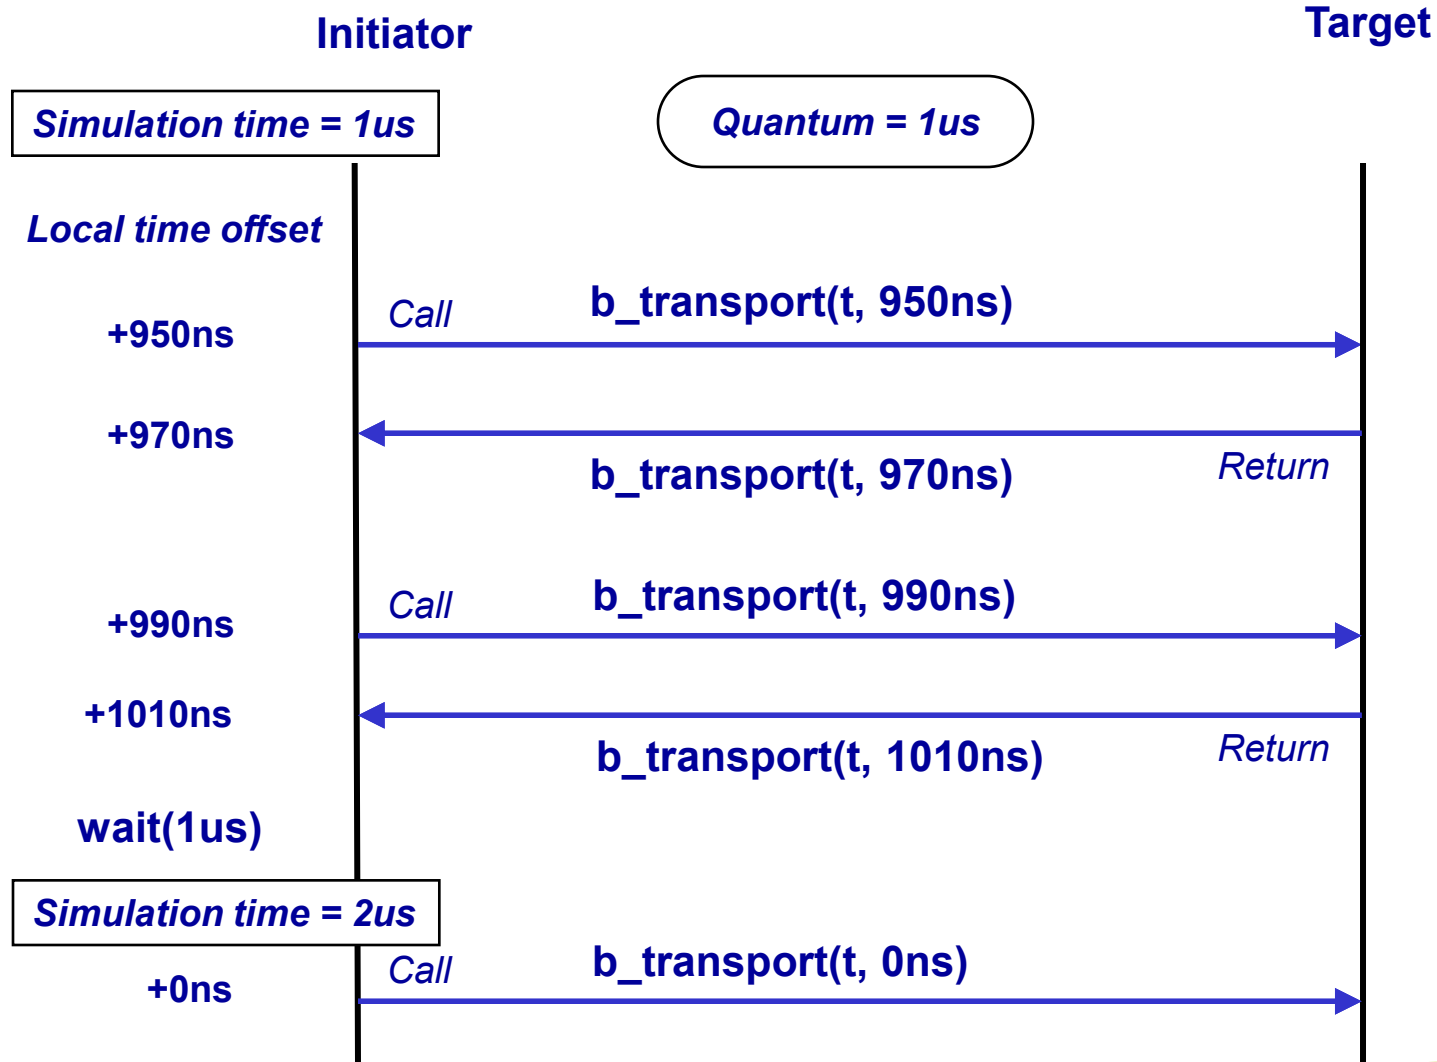 Initiator
Target
Simulation time = 1us
Quantum = 1us
Local time offset
Call
b_transport(t, 950ns)
+950ns
+970ns
b_transport(t, 970ns)
Return
Call
b_transport(t, 990ns)
+990ns
+1010ns
b_transport(t, 1010ns)
Return
wait(1us)
Simulation time = 2us
Call
b_transport(t, 0ns)
+0ns